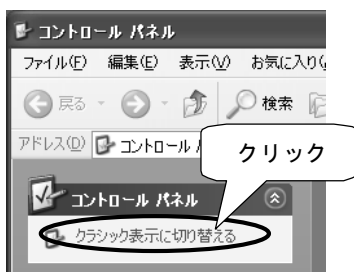 コントロール パネル
ファイル(F) 編集(E) 表示(V) お気に入り(
戻る 検索
アドレス(D) コントロール
クリック
コントロール パネル
クラシック表示に切り替える